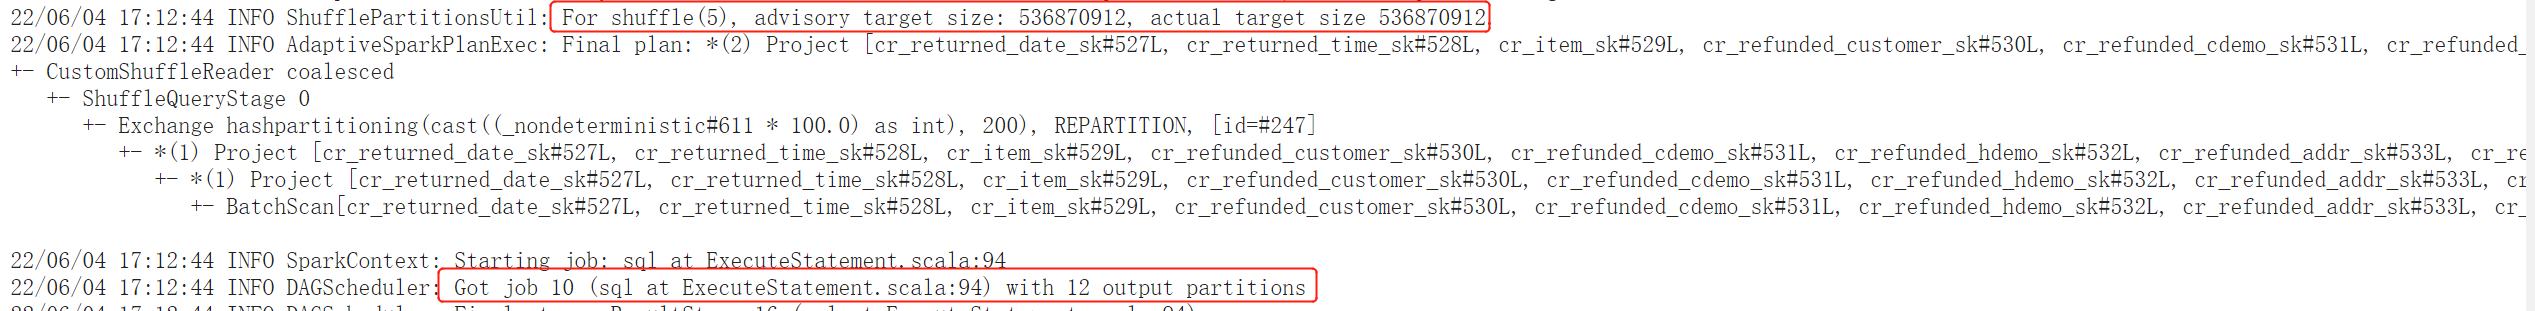 22/06/04 17:12:44 INFO ShufflePartitionsUtil: For shuffle(5), advisory target size: 536870912, actual target size 536870912.
22/06/04 17:12:44 INFO AdaptiveSparkPlanExec: Final plan: *(2) Project [cr_returned_date_sk#527L, cr_returned_time_sk#528L, cr_item_sk#529L, cr_refunded_customer_sk#530L, cr_refunded_cdemo_sk#531L, cr_refunded_
+- CustomShuffleReader coalesced
   +- ShuffleQueryStage 0
      +- Exchange hashpartitioning(cast((_nondeterministic#611 * 100.0) as int), 200), REPARTITION, [id=#247]
         +- *(1) Project [cr_returned_date_sk#527L, cr_returned_time_sk#528L, cr_item_sk#529L, cr_refunded_customer_sk#530L, cr_refunded_cdemo_sk#531L, cr_refunded_hdemo_sk#532L, cr_refunded_addr_sk#533L, cr_re
            +- *(1) Project [cr_returned_date_sk#527L, cr_returned_time_sk#528L, cr_item_sk#529L, cr_refunded_customer_sk#530L, cr_refunded_cdemo_sk#531L, cr_refunded_hdemo_sk#532L, cr_refunded_addr_sk#533L, cr
               +- BatchScan[cr_returned_date_sk#527L, cr_returned_time_sk#528L, cr_item_sk#529L, cr_refunded_customer_sk#530L, cr_refunded_cdemo_sk#531L, cr_refunded_hdemo_sk#532L, cr_refunded_addr_sk#533L, cr_
22/06/04 17:12:44 INFO SparkContext: Starting job: sql at ExecuteStatement.scala:94
22/06/04 17:12:44 INFO DAGScheduler: Got job 10 (sql at ExecuteStatement.scala:94) with 12 output partitions